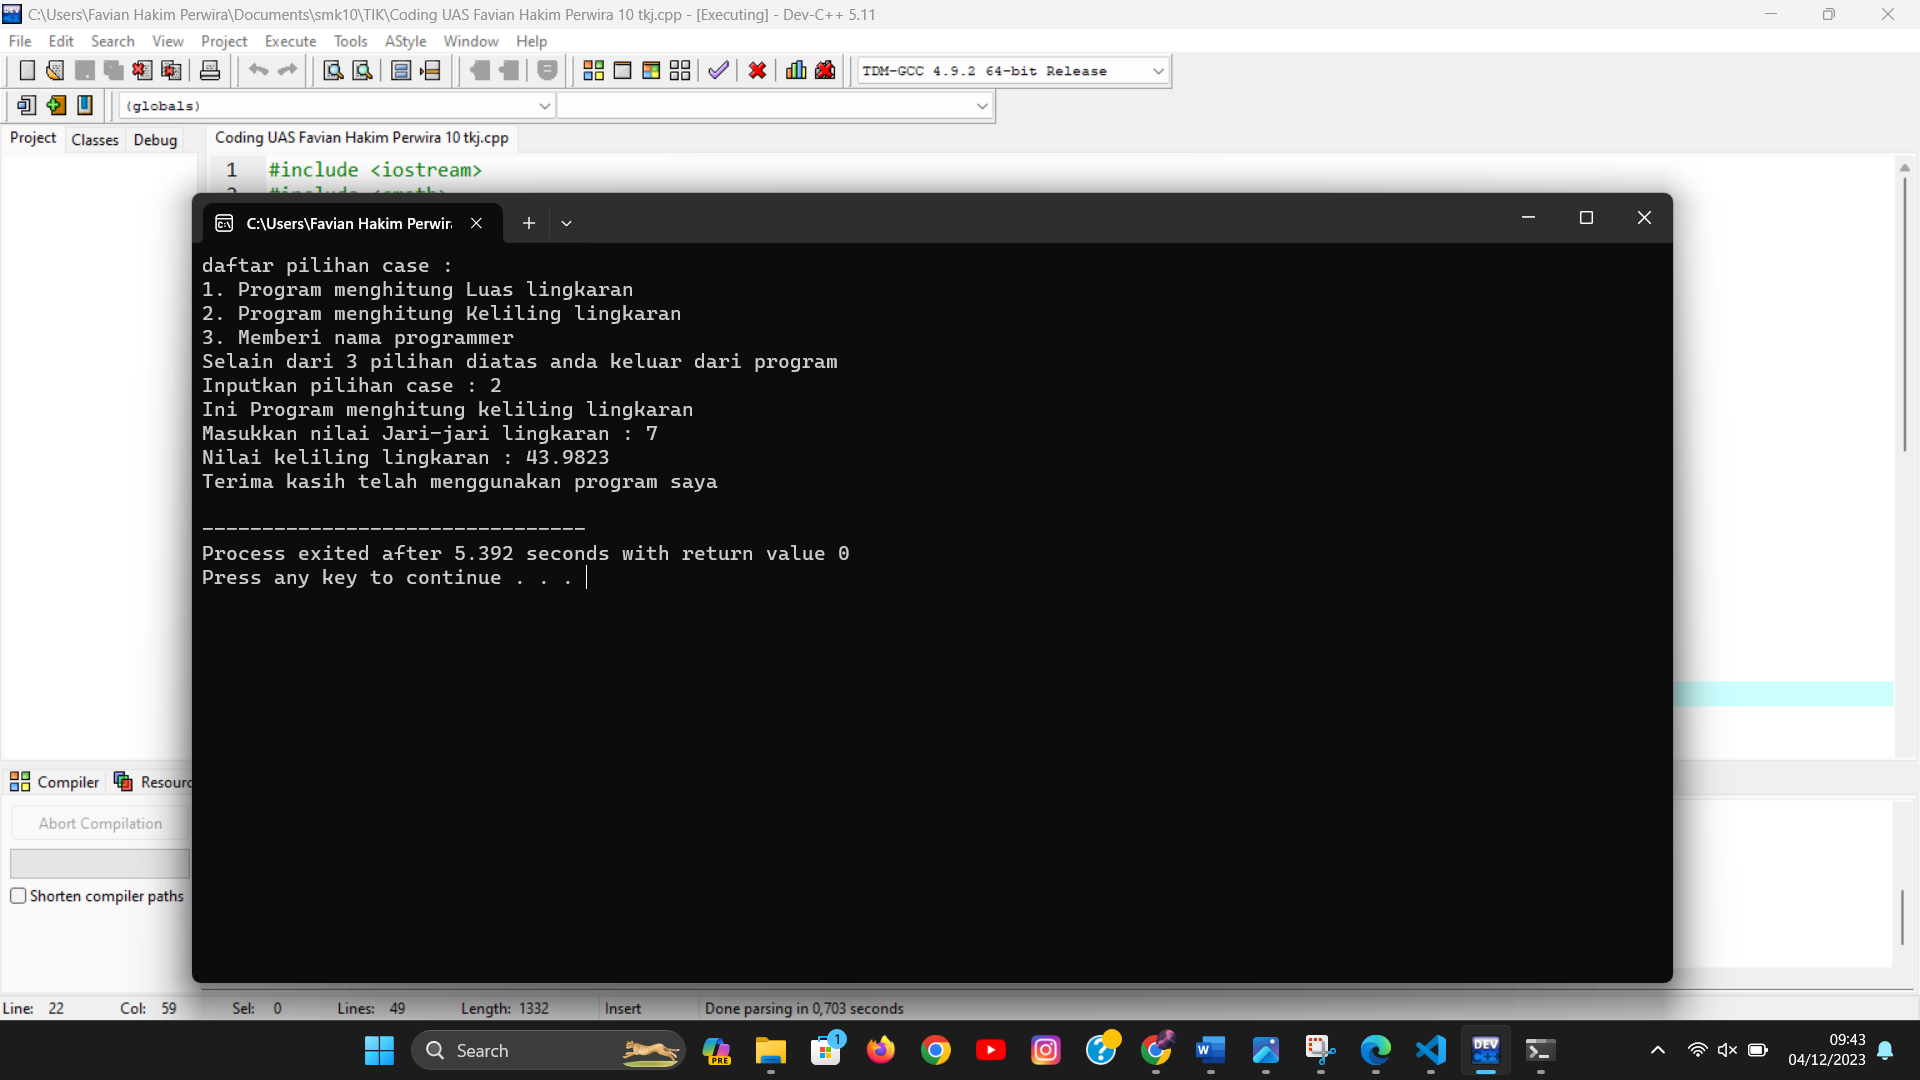 C:\Users\Favian Hakim Perwira\Documents\smk10\TIK\Coding UAS Favian Hakim Perwira 10 tkj.cpp - [Executing] - Dev-C++ 5.11
File Edit Search View Project Execute Tools AStyle Window Help
TDM-GCC 4.9.2 64-bit Release
(globals)
Project Classes Debug
Coding UAS Favian Hakim Perwira 10 tkj.cpp
1 #include <iostream>
C:\Users\Favian Hakim Perwir
daftar pilihan case :
1. Program menghitung Luas lingkaran
2. Program menghitung Keliling lingkaran
3. Memberi nama programmer
Selain dari 3 pilihan diatas anda keluar dari program
Inputkan pilihan case : 2
Ini Program menghitung keliling lingkaran
Masukkan nilai Jari-jari lingkaran : 7
Nilai keliling lingkaran : 43.9823
Terima kasih telah menggunakan program saya
--------------------------------
Process exited after 5.392 seconds with return value 0
Press any key to continue . . .
Compiler Resourc
Abort Compilation
Shorten compiler paths
Line: 22 Col: 59 Sel: 0 Lines: 49 Length: 1332 Insert Done parsing in 0,703 seconds
Search
PRE
1
DEV
C++
09:43
04/12/2023